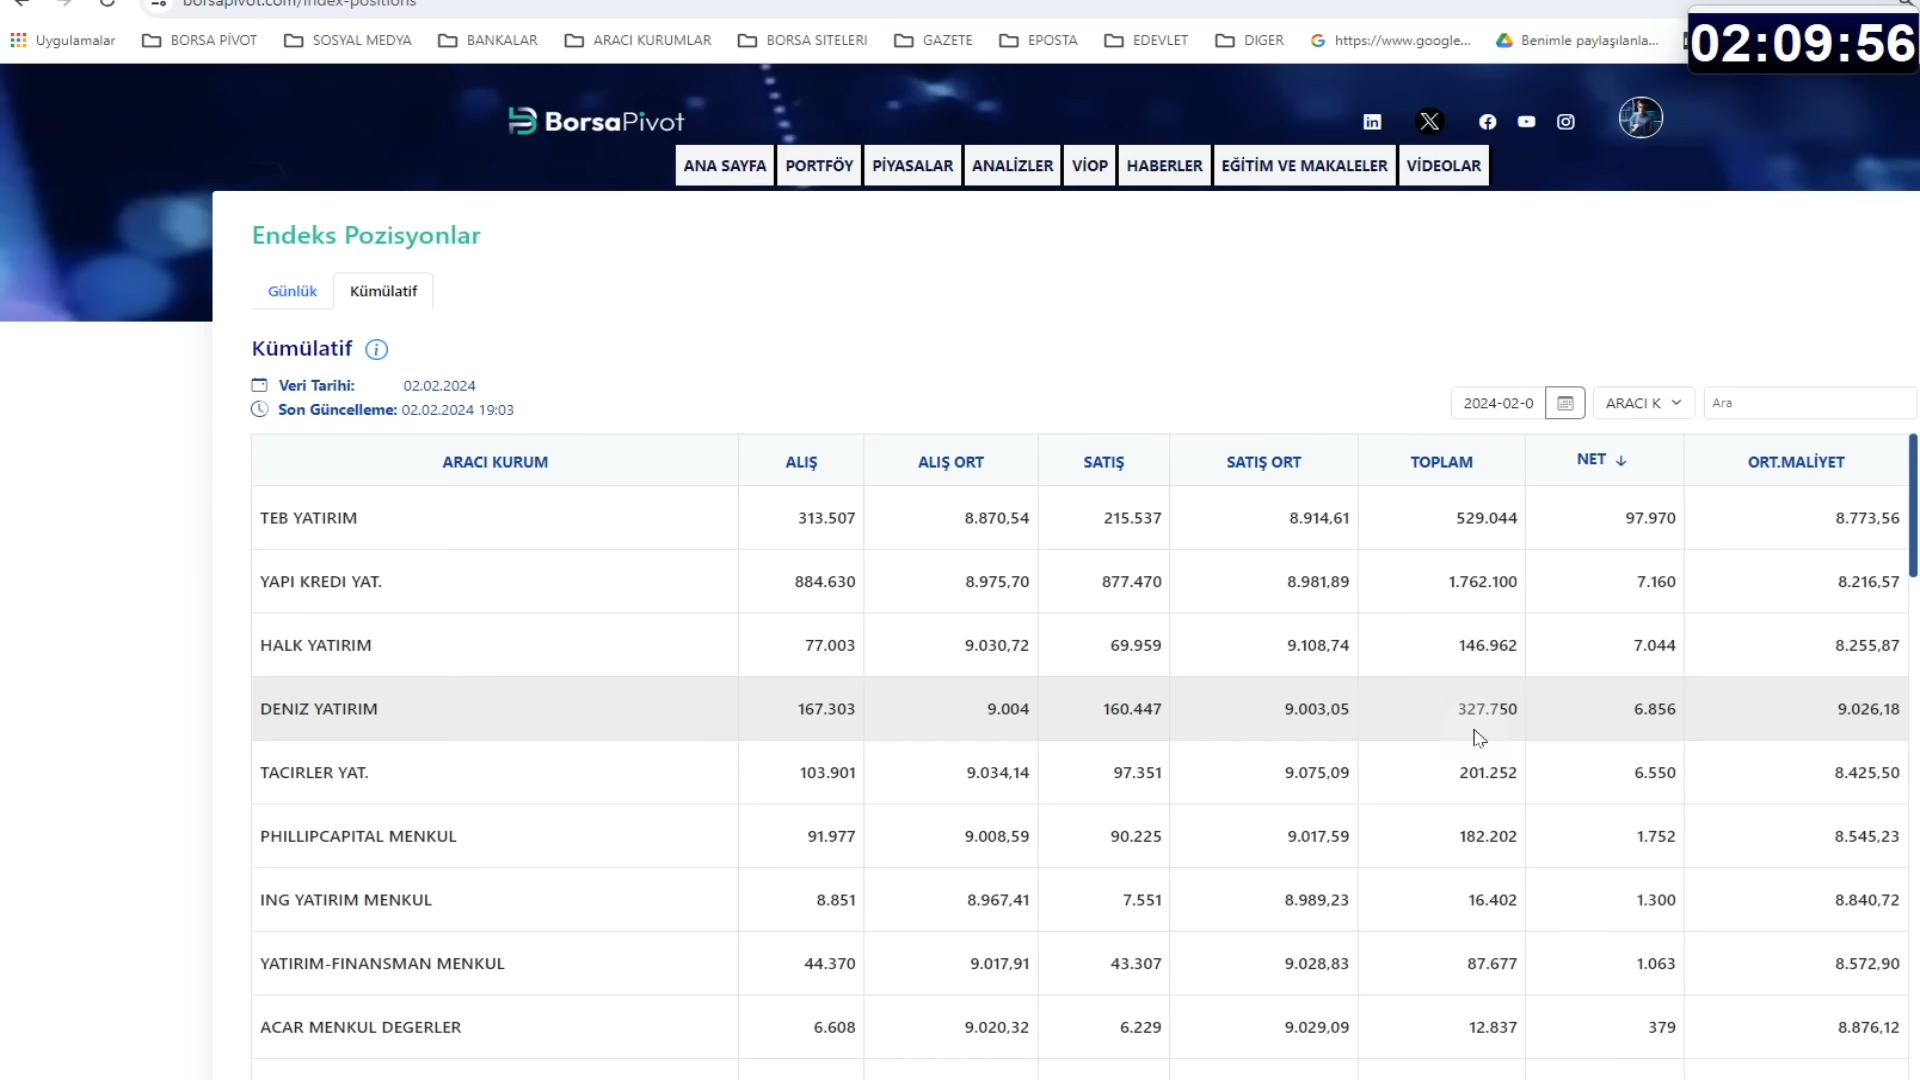 borsapivot.com/index-positions
Uygulamalar BORSA PİVOT SOSYAL MEDYA BANKALAR ARACI KURUMLAR BORSA SITELERI GAZETE EPOSTA EDEVLET DIGER https://www.google... Benimle paylaşılanla...
02:09:56
BorsaPivot
ANA SAYFA PORTFÖY PİYASALAR ANALİZLER VİOP HABERLER EĞİTİM VE MAKALELER VİDEOLAR
Endeks Pozisyonlar
Günlük Kümülatif
Kümülatif
Veri Tarihi: 02.02.2024
Son Güncelleme: 02.02.2024 19:03
2024-02-0 ARACI K Ara
ARACI KURUM ALIŞ ALIŞ ORT SATIŞ SATIŞ ORT TOPLAM NET ↓ ORT.MALİYET
TEB YATIRIM 313.507 8.870,54 215.537 8.914,61 529.044 97.970 8.773,56
YAPI KREDI YAT. 884.630 8.975,70 877.470 8.981,89 1.762.100 7.160 8.216,57
HALK YATIRIM 77.003 9.030,72 69.959 9.108,74 146.962 7.044 8.255,87
DENIZ YATIRIM 167.303 9.004 160.447 9.003,05 327.750 6.856 9.026,18
TACIRLER YAT. 103.901 9.034,14 97.351 9.075,09 201.252 6.550 8.425,50
PHILLIPCAPITAL MENKUL 91.977 9.008,59 90.225 9.017,59 182.202 1.752 8.545,23
ING YATIRIM MENKUL 8.851 8.967,41 7.551 8.989,23 16.402 1.300 8.840,72
YATIRIM-FINANSMAN MENKUL 44.370 9.017,91 43.307 9.028,83 87.677 1.063 8.572,90
ACAR MENKUL DEGERLER 6.608 9.020,32 6.229 9.029,09 12.837 379 8.876,12